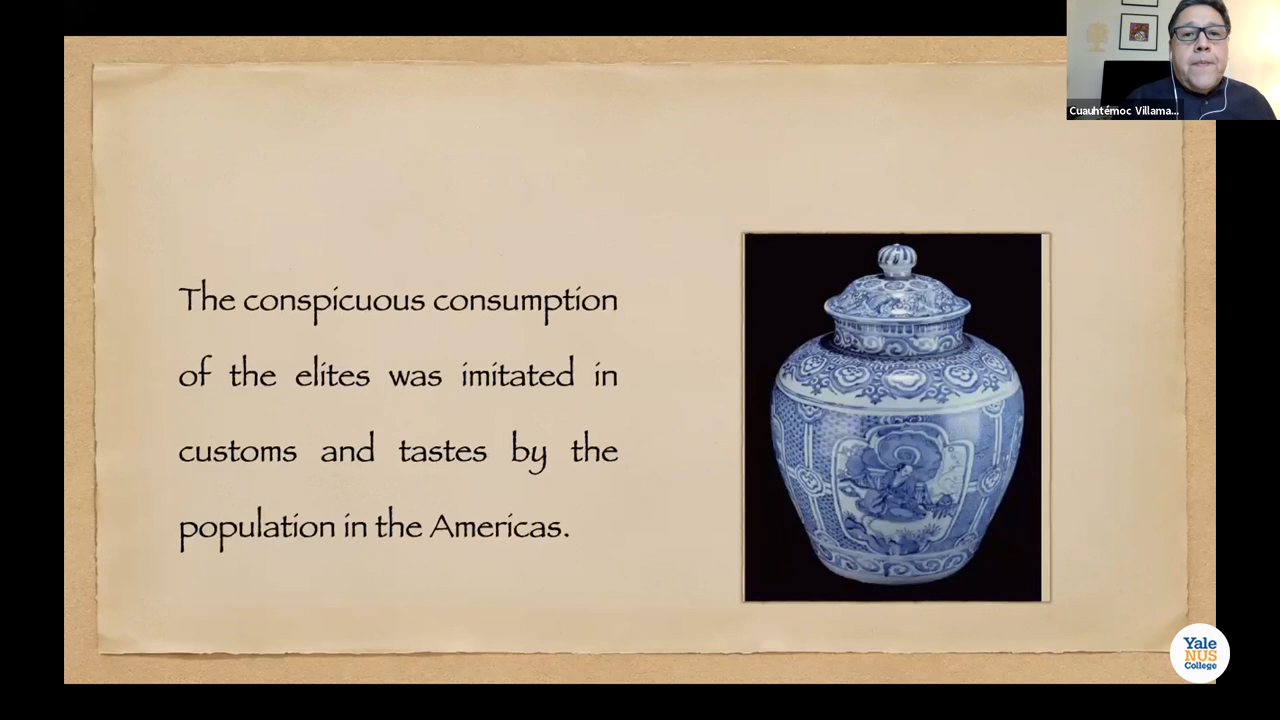 Cuauhtémoc Villama...
The conspicuous consumption
of the elites was imitated in
customs and tastes by the
population in the Americas.
Yale
NUS
College